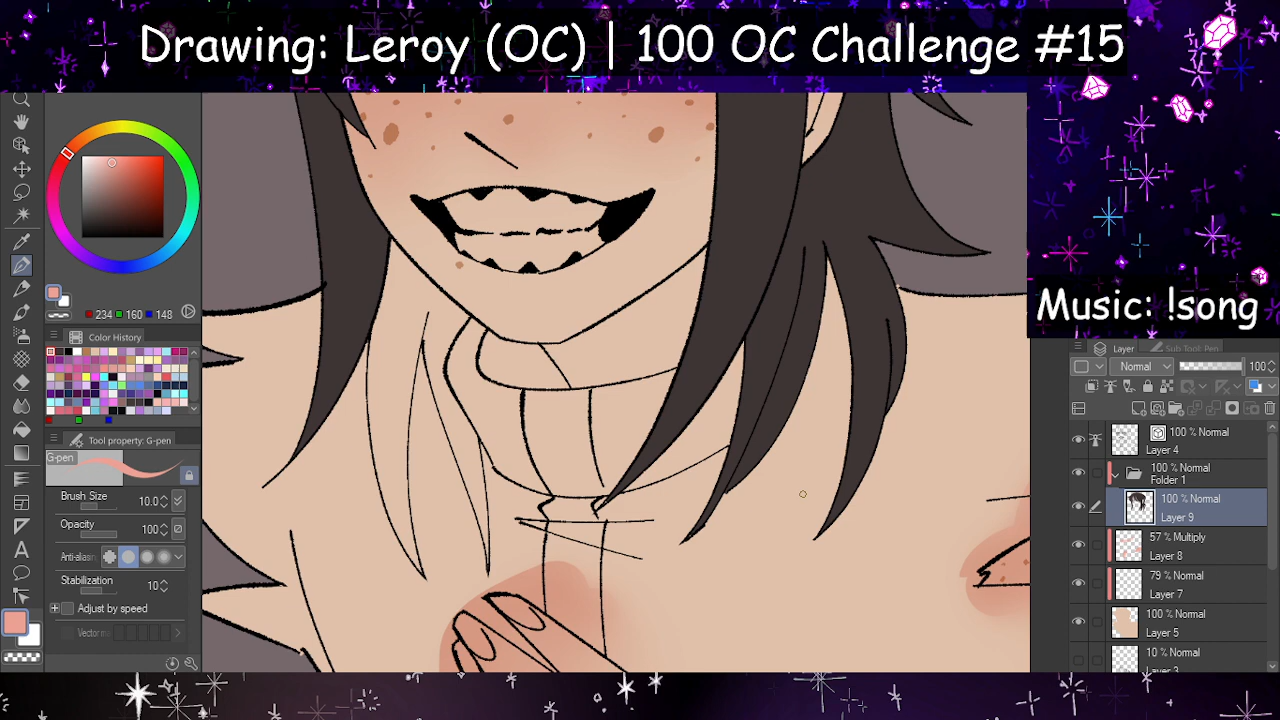 Drawing: Leroy (OC) | 100 OC Challenge #15
Music: !song
234 160 148
Color History
Tool property: G-pen
G-pen
Brush Size 10.0
Opacity 100
Stabilization 10
Adjust by speed
Layer Sub Tool: Pen
Normal 100
100 % Normal
Layer 4
100 % Normal
Folder 1
100 % Normal
Layer 9
57 % Multiply
Layer 8
79 % Normal
Layer 7
100 % Normal
Layer 5
10 % Normal